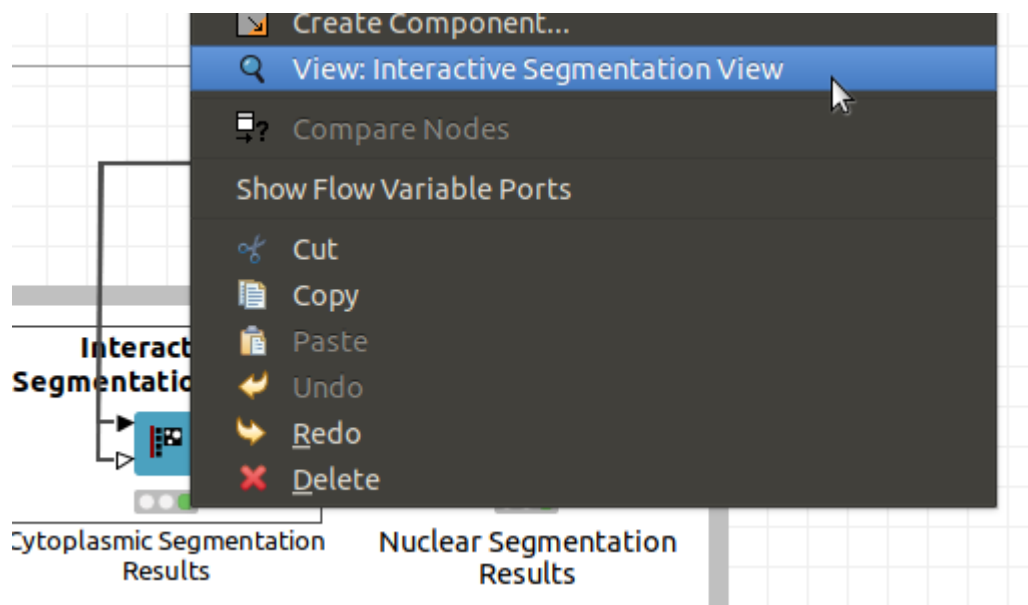 Create Component...
View: Interactive Segmentation View
?
Compare Nodes
Show Flow Variable Ports
Cut
Copy
Paste
Undo
Redo
Delete
Interact
Segmentatio
Cytoplasmic Segmentation
Results
Nuclear Segmentation
Results